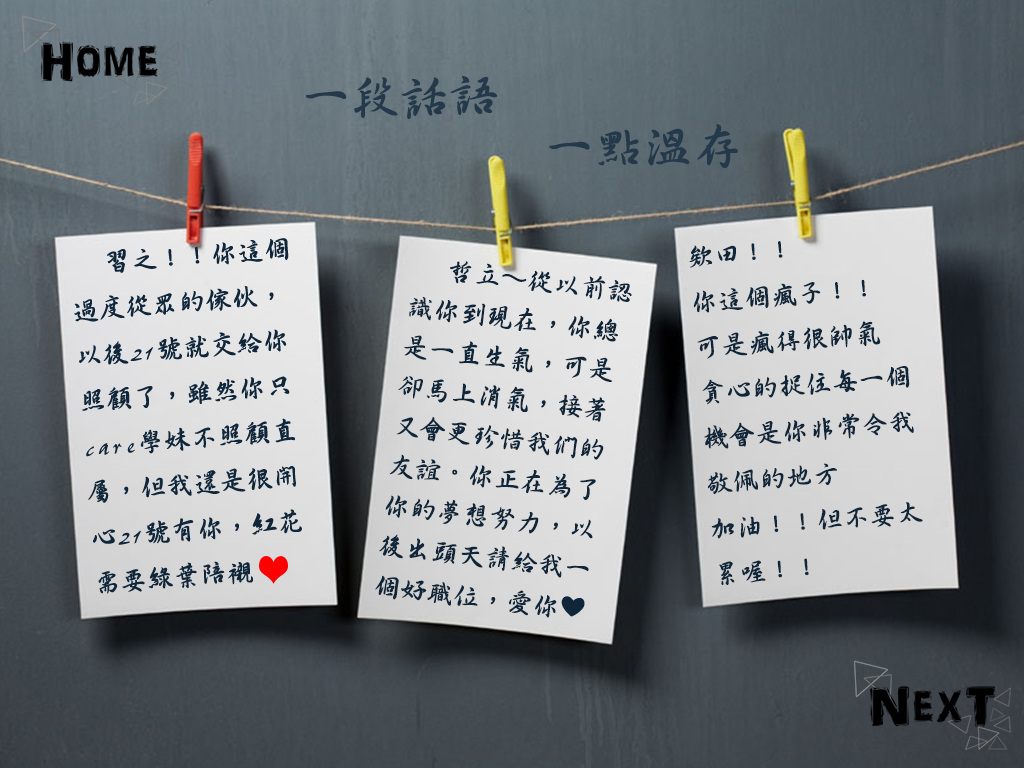 HOME
一段話語
一點溫存
習之！！你這個
過度從眾的傢伙，
以後21號就交給你
照顧了，雖然你只
care學妹不照顧直
屬，但我還是很開
心21號有你，紅花
需要綠葉陪襯❤
哲立～從以前認
識你到現在，你總
是一直生氣，可是
卻馬上消氣，接著
又會更珍惜我們的
友誼。你正在為了
你的夢想努力，以
後出頭天請給我一
個好職位，愛你❤
欸田！！
你這個瘋子！！
可是瘋得很帥氣
貪心的捉住每一個
機會是你非常令我
敬佩的地方
加油！！但不要太
累喔！！
NEXT